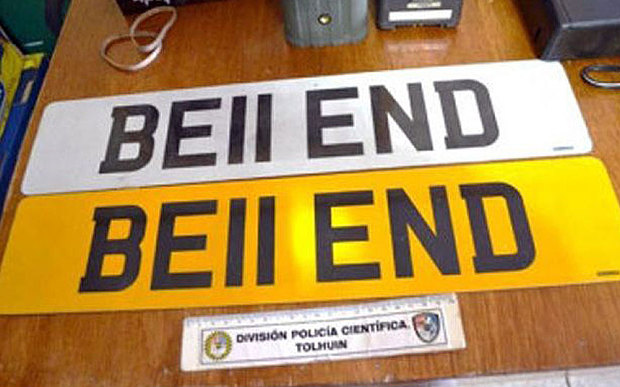 BE11 END
BE11 END
DIVISIÓN POLICÍA CIENTÍFICA
TOLHUIN